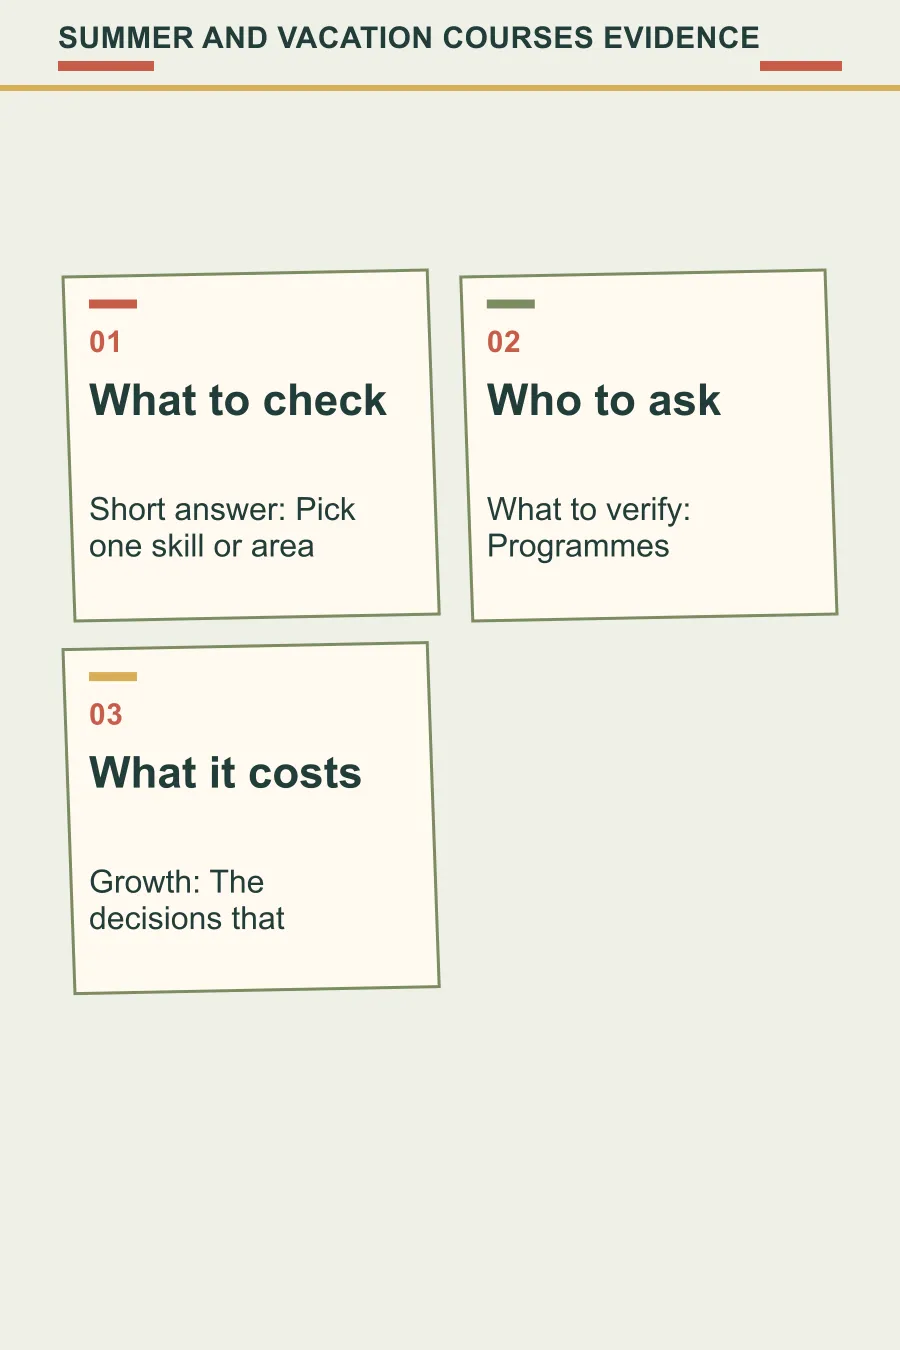 SUMMER AND VACATION COURSES EVIDENCE
01
What to check
Short answer: Pick
one skill or area
02
Who to ask
What to verify:
Programmes
03
What it costs
Growth: The
decisions that